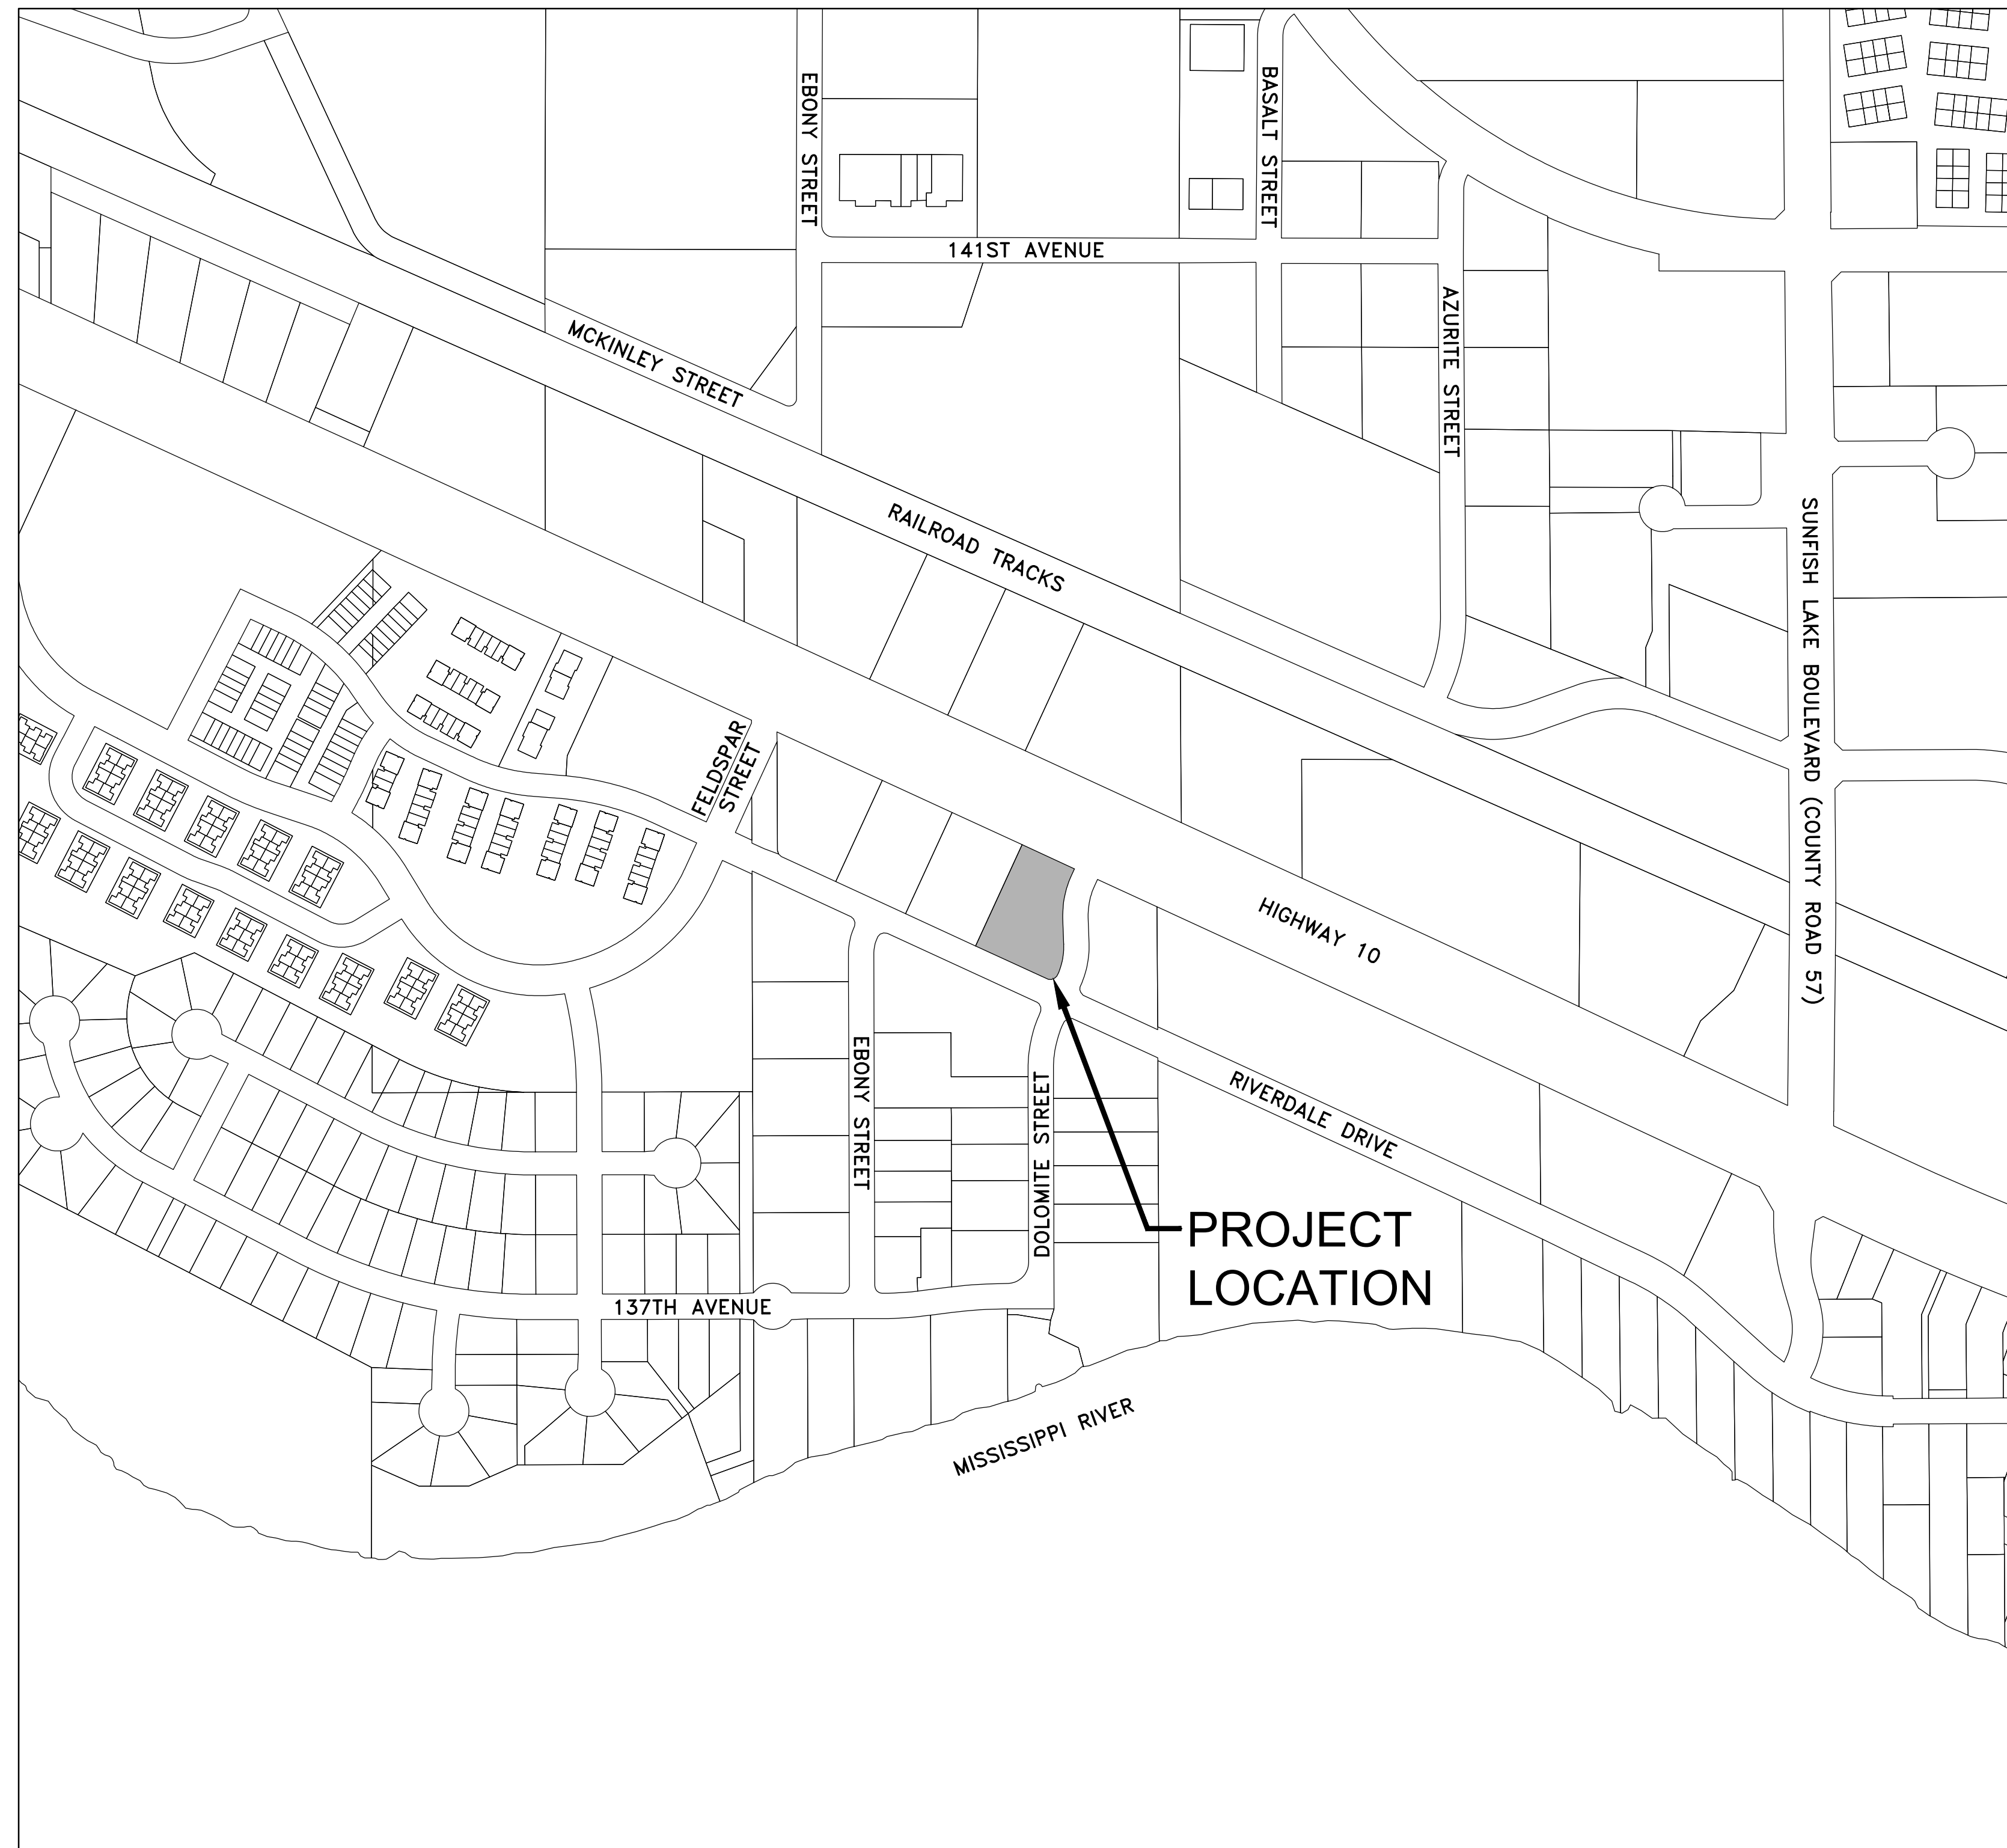 EBONY STREET
BASALT STREET
141ST AVENUE
AZURITE STREET
MCKINLEY STREET
RAILROAD TRACKS
SUNFISH LAKE BOULEVARD (COUNTY ROAD 57)
FELDSPAR
STREET
HIGHWAY 10
EBONY STREET
DOLOMITE STREET
RIVERDALE DRIVE
PROJECT
LOCATION
137TH AVENUE
MISSISSIPPI RIVER